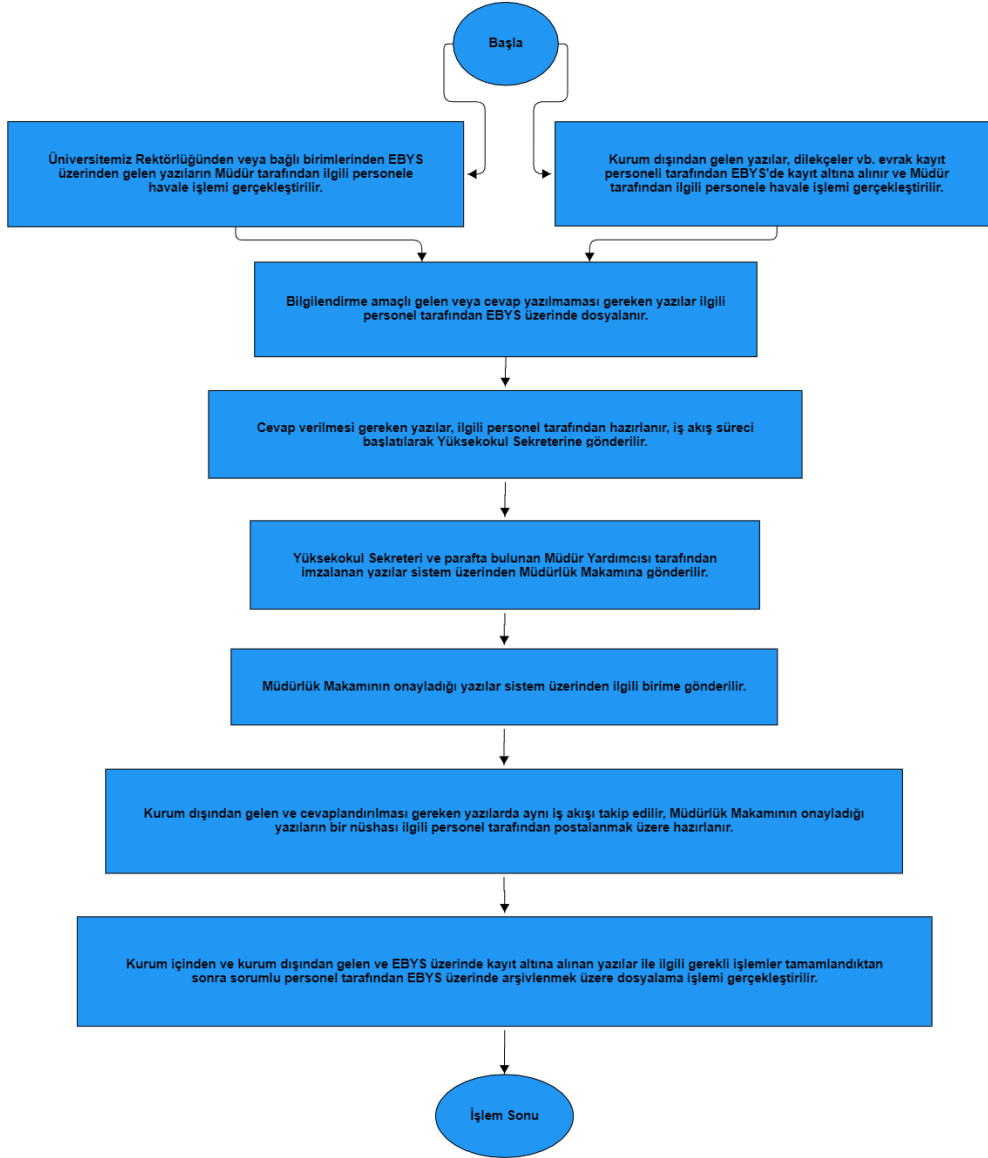 Başla
Üniversitemiz Rektörlüğünden veya bağlı birimlerinden EBYS
üzerinden gelen yazıların Müdür tarafından ilgili personele
havale işlemi gerçekleştirilir.
Kurum dışından gelen yazılar, dilekçeler vb. evrak kayıt
personeli tarafından EBYS'de kayıt altına alınır ve Müdür
tarafından ilgili personele havale işlemi gerçekleştirilir.
Bilgilendirme amaçlı gelen veya cevap yazılmaması gereken yazılar ilgili
personel tarafından EBYS üzerinde dosyalanır.
Cevap verilmesi gereken yazılar, ilgili personel tarafından hazırlanır, iş akış süreci
başlatılarak Yüksekokul Sekreterine gönderilir.
Yüksekokul Sekreteri ve parafta bulunan Müdür Yardımcısı tarafından
imzalanan yazılar sistem üzerinden Müdürlük Makamına gönderilir.
Müdürlük Makamının onayladığı yazılar sistem üzerinden ilgili birime gönderilir.
Kurum dışından gelen ve cevaplandırılması gereken yazılarda aynı iş akışı takip edilir, Müdürlük Makamının onayladığı
yazıların bir nüshası ilgili personel tarafından postalanmak üzere hazırlanır.
Kurum içinden ve kurum dışından gelen ve EBYS üzerinde kayıt altına alınan yazılar ile ilgili gerekli işlemler tamamlandıktan
sonra sorumlu personel tarafından EBYS üzerinde arşivlenmek üzere dosyalama işlemi gerçekleştirilir.
İşlem Sonu